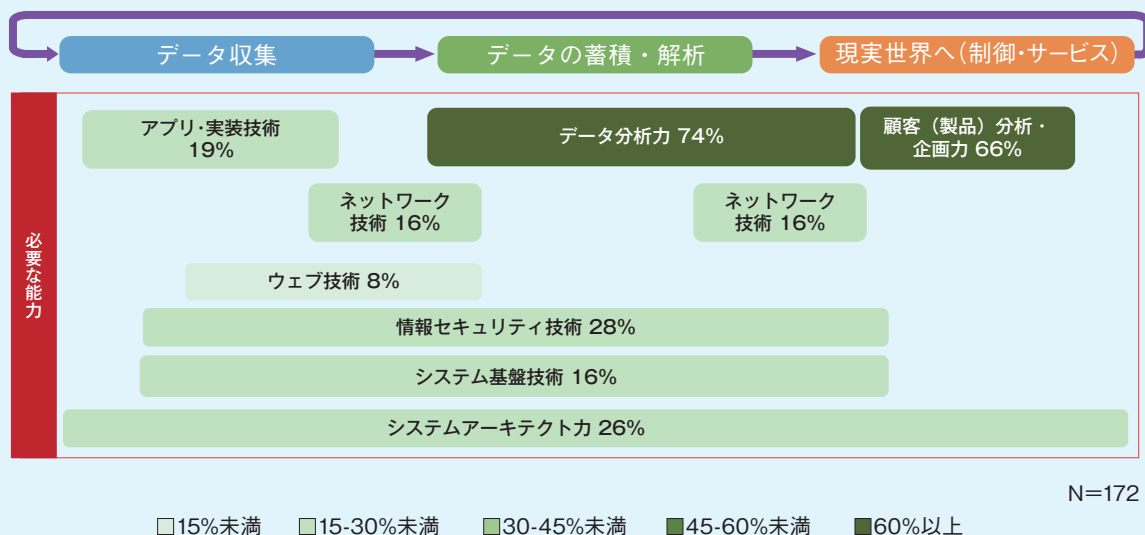 データ収集
データの蓄積・解析
現実世界へ(制御・サービス)
必要な能力
アプリ・実装技術
19%
データ分析力 74%
顧客（製品）分析・
企画力 66%
ネットワーク
技術 16%
ネットワーク
技術 16%
ウェブ技術 8%
情報セキュリティ技術 28%
システム基盤技術 16%
システムアーキテクト力 26%
N=172
15%未満
15-30%未満
30-45%未満
45-60%未満
60%以上